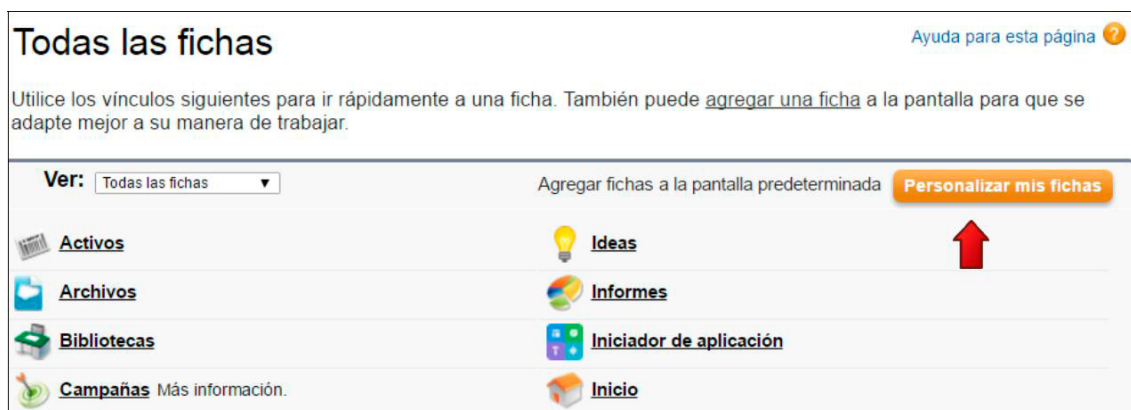 Todas las fichas
Ayuda para esta página ?
Utilice los vínculos siguientes para ir rápidamente a una ficha. También puede agregar una ficha a la pantalla para que se
adapte mejor a su manera de trabajar.
Ver: Todas las fichas
Agregar fichas a la pantalla predeterminada Personalizar mis fichas
Activos
Ideas
Archivos
Informes
Bibliotecas
Iniciador de aplicación
Campañas Más información.
Inicio